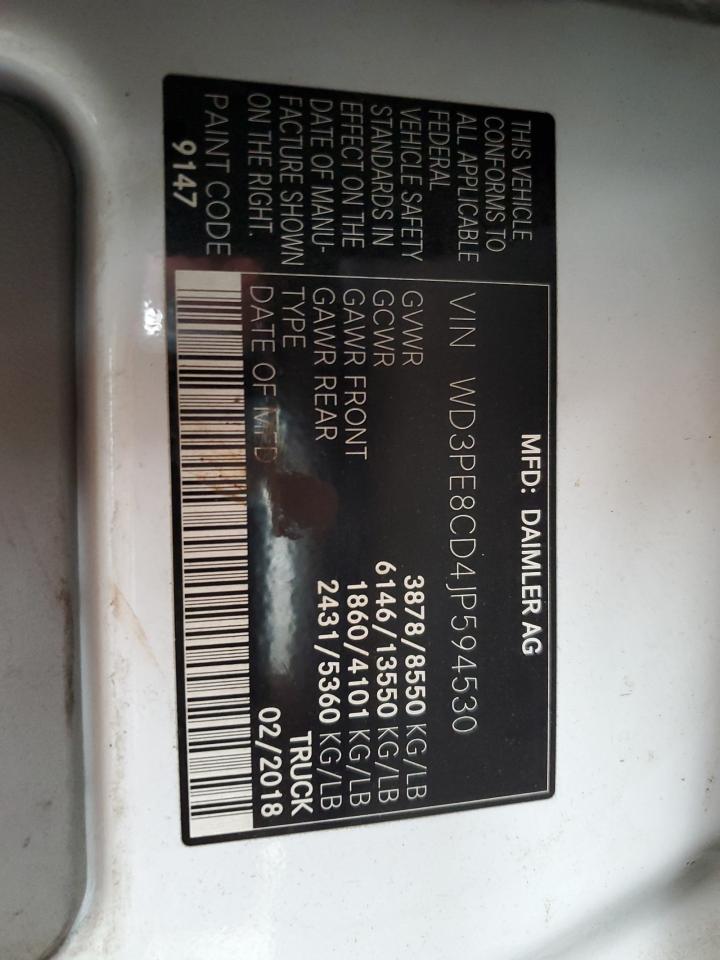 MFD: DAIMLER AG
THIS VEHICLE
CONFORMS TO
ALL APPLICABLE
FEDERAL
VEHICLE SAFETY
STANDARDS IN
EFFECT ON THE
DATE OF MANU-
FACTURE SHOWN
ON THE RIGHT.
PAINT CODE
9147
VIN WD3PE8CD4JP594530
GVWR 3878/8550 KG/LB
GCWR 6146/13550 KG/LB
GAWR FRONT 1860/4101 KG/LB
GAWR REAR 2431/5360 KG/LB
TYPE TRUCK
DATE OF MFD 02/2018